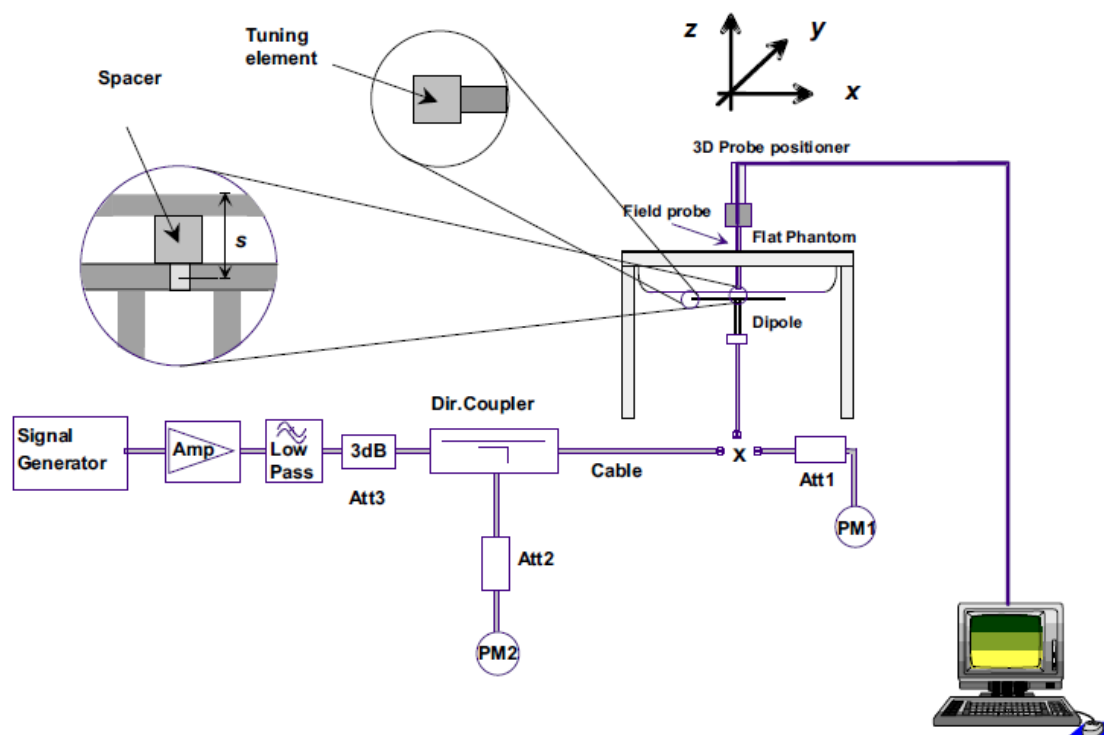 Tuning
element
Spacer
s
z
y
x
3D Probe positioner
Field probe
Flat Phantom
Dipole
Dir.Coupler
Signal
Generator
Amp
Low
Pass
3dB
Att3
Cable
x
Att1
PM1
Att2
PM2